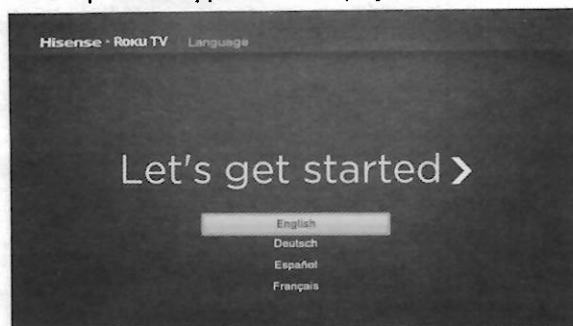 Hisense · ROKU TV | Language
Let's get started >
English
Deutsch
Español
Français